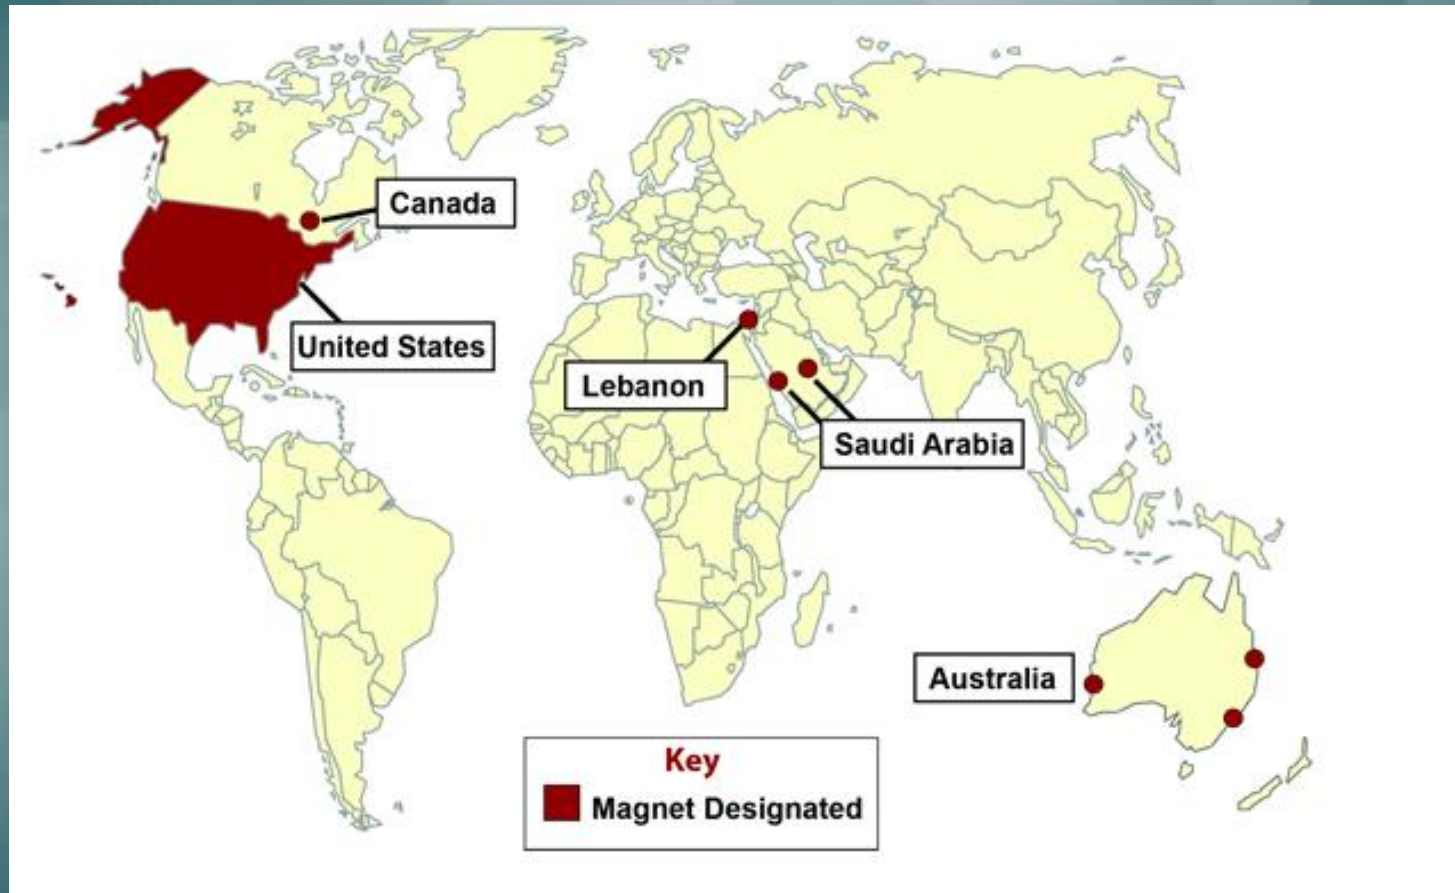 Canada
United States
Lebanon
Saudi Arabia
Australia
Key
Magnet Designated